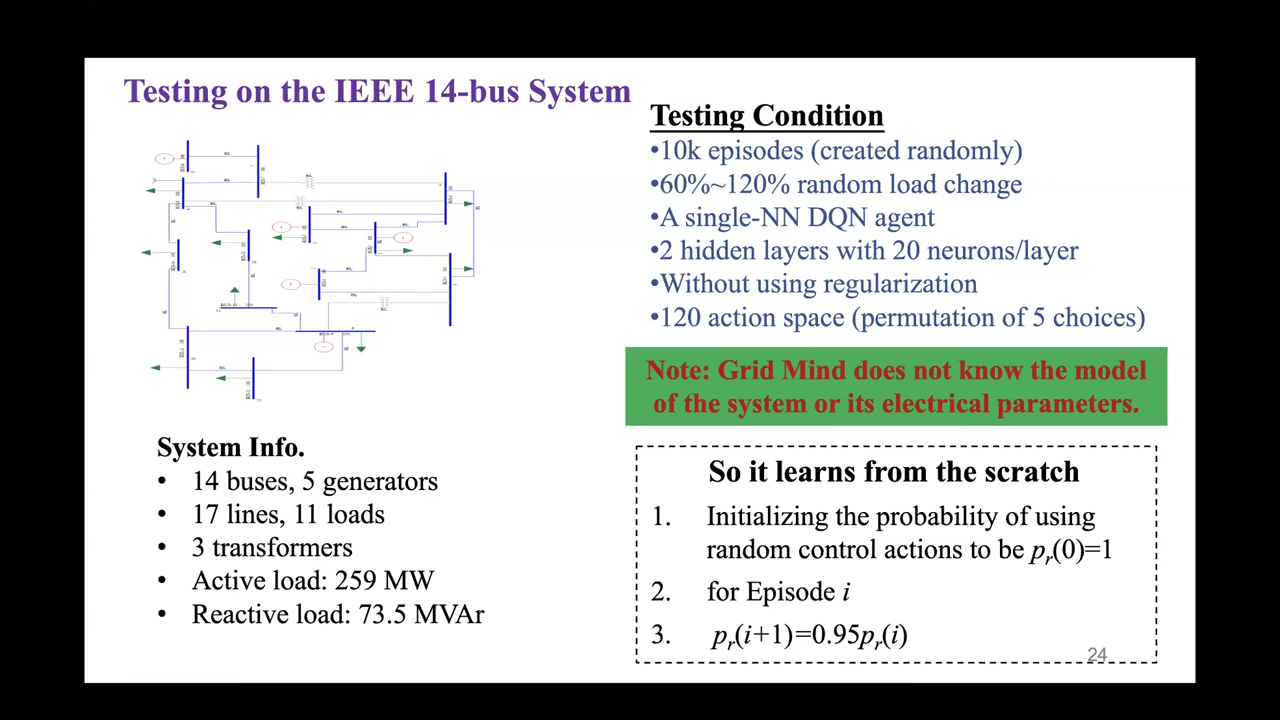 Testing on the IEEE 14-bus System
System Info.
• 14 buses, 5 generators
• 17 lines, 11 loads
• 3 transformers
• Active load: 259 MW
• Reactive load: 73.5 MVAr
Testing Condition
•10k episodes (created randomly)
•60%~120% random load change
•A single-NN DQN agent
•2 hidden layers with 20 neurons/layer
•Without using regularization
•120 action space (permutation of 5 choices)
Note: Grid Mind does not know the model
of the system or its electrical parameters.
So it learns from the scratch
1. Initializing the probability of using
random control actions to be pᵣ(0)=1
2. for Episode i
3. pᵣ(i+1)=0.95pᵣ(i)
24